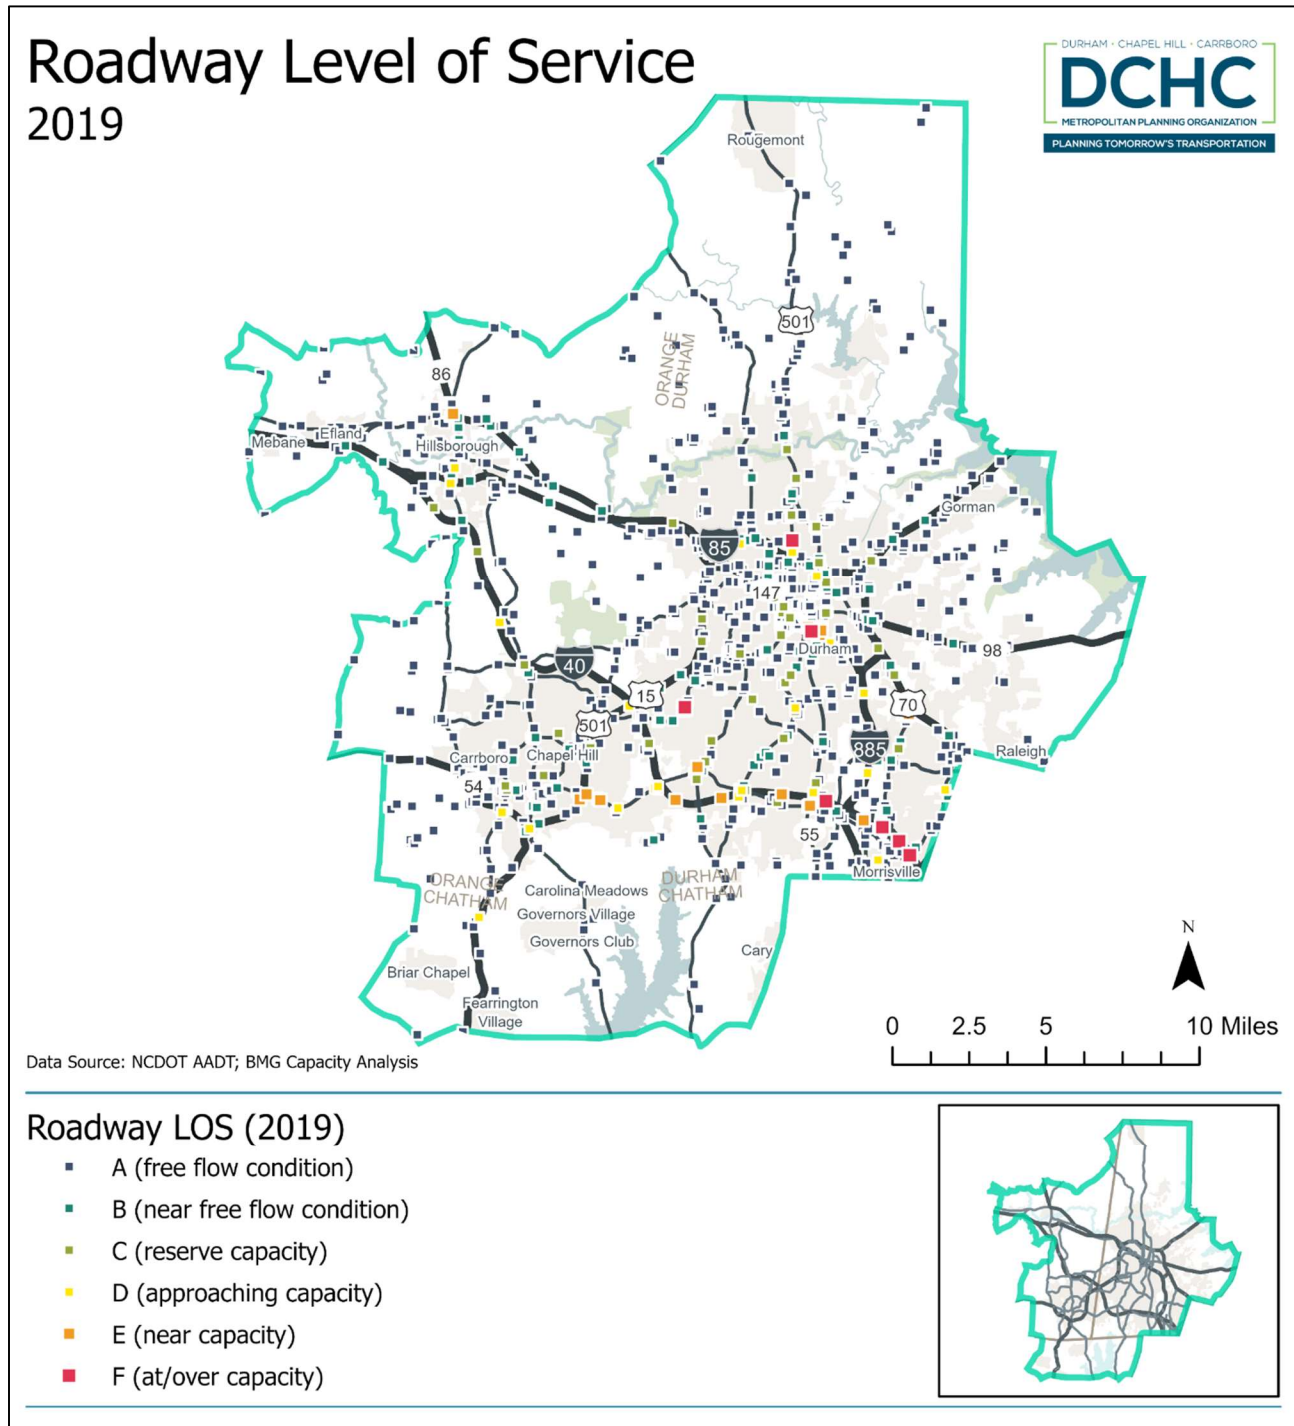 Roadway Level of Service
2019
DURHAM · CHAPEL HILL · CARRBORO
DCHC
METROPOLITAN PLANNING ORGANIZATION
PLANNING TOMORROW'S TRANSPORTATION
Rougemont
501
ORANGE
DURHAM
86
Mebane
Efland
Hillsborough
Gorman
85
147
Durham
98
40
15
501
70
885
Raleigh
Carrboro
Chapel Hill
54
55
Morrisville
ORANGE
CHATHAM
DURHAM
CHATHAM
Carolina Meadows
Governors Village
Governors Club
Cary
Briar Chapel
Fearrington
Village
N
0 2.5 5 10 Miles
Data Source: NCDOT AADT; BMG Capacity Analysis
Roadway LOS (2019)
A (free flow condition)
B (near free flow condition)
C (reserve capacity)
D (approaching capacity)
E (near capacity)
F (at/over capacity)